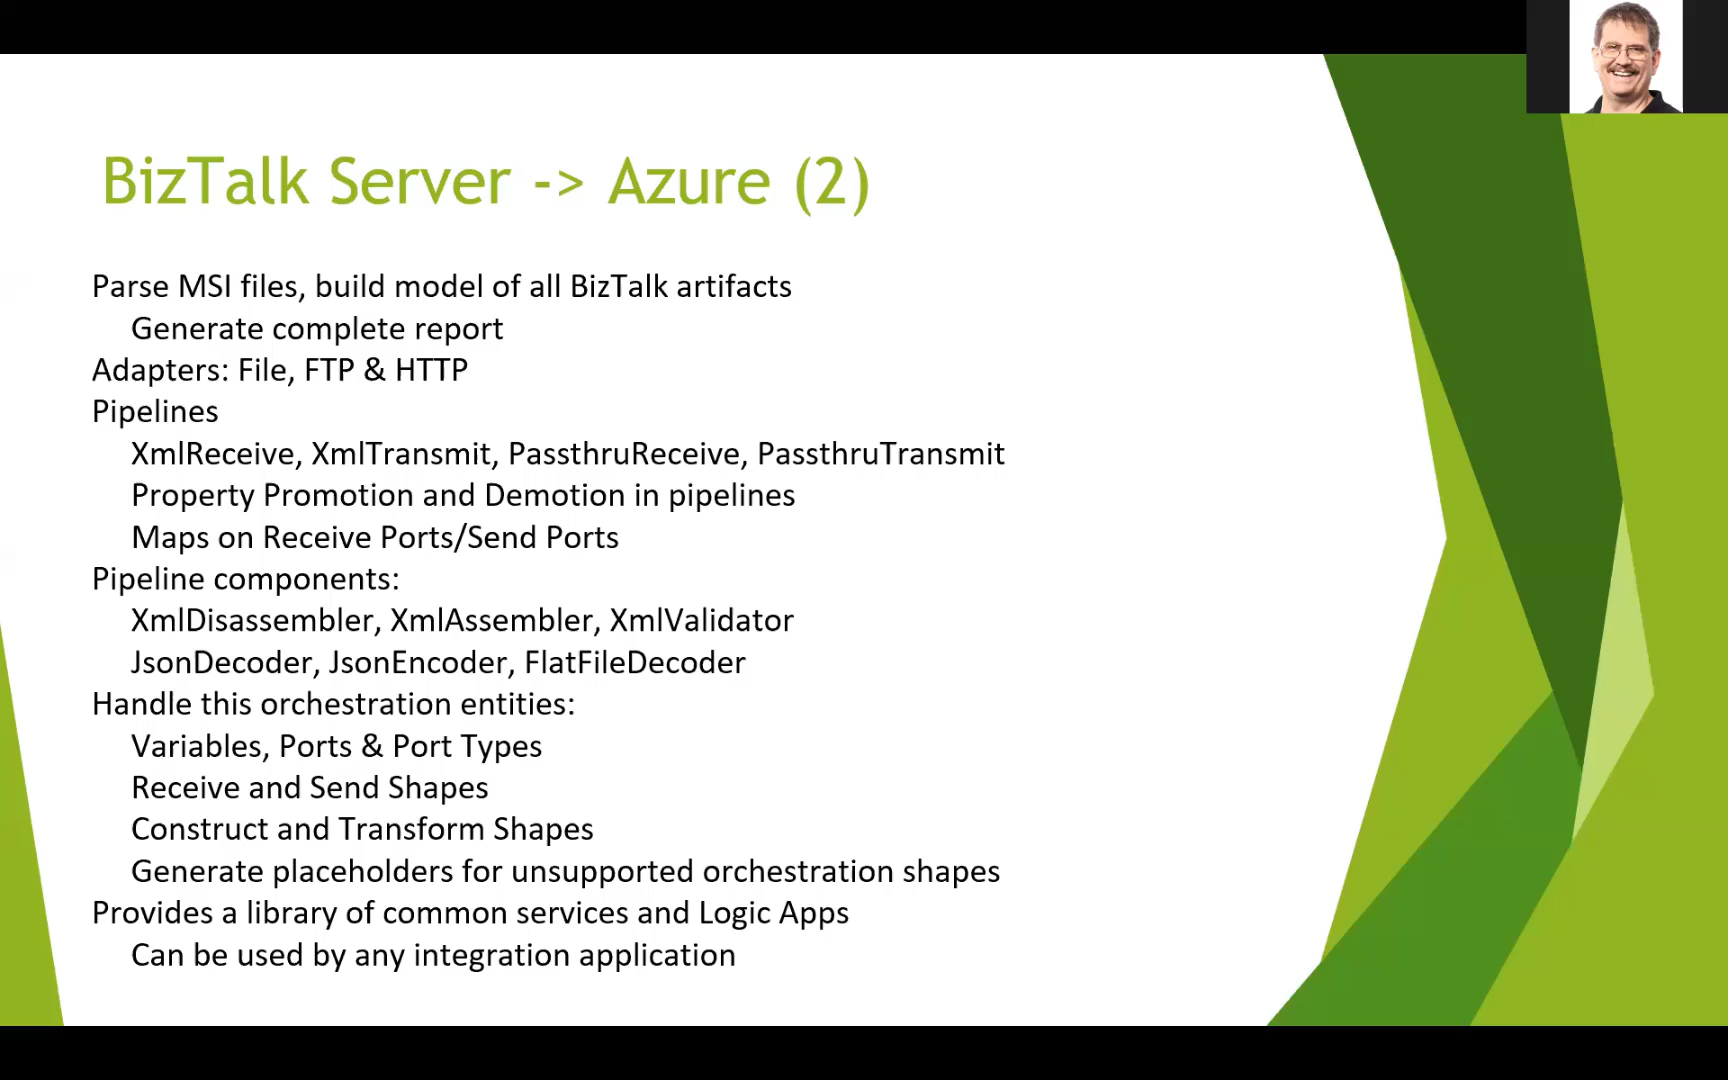 BizTalk Server -> Azure (2)
Parse MSI files, build model of all BizTalk artifacts
Generate complete report
Adapters: File, FTP & HTTP
Pipelines
XmlReceive, XmlTransmit, PassthruReceive, PassthruTransmit
Property Promotion and Demotion in pipelines
Maps on Receive Ports/Send Ports
Pipeline components:
XmlDisassembler, XmlAssembler, XmlValidator
JsonDecoder, JsonEncoder, FlatFileDecoder
Handle this orchestration entities:
Variables, Ports & Port Types
Receive and Send Shapes
Construct and Transform Shapes
Generate placeholders for unsupported orchestration shapes
Provides a library of common services and Logic Apps
Can be used by any integration application